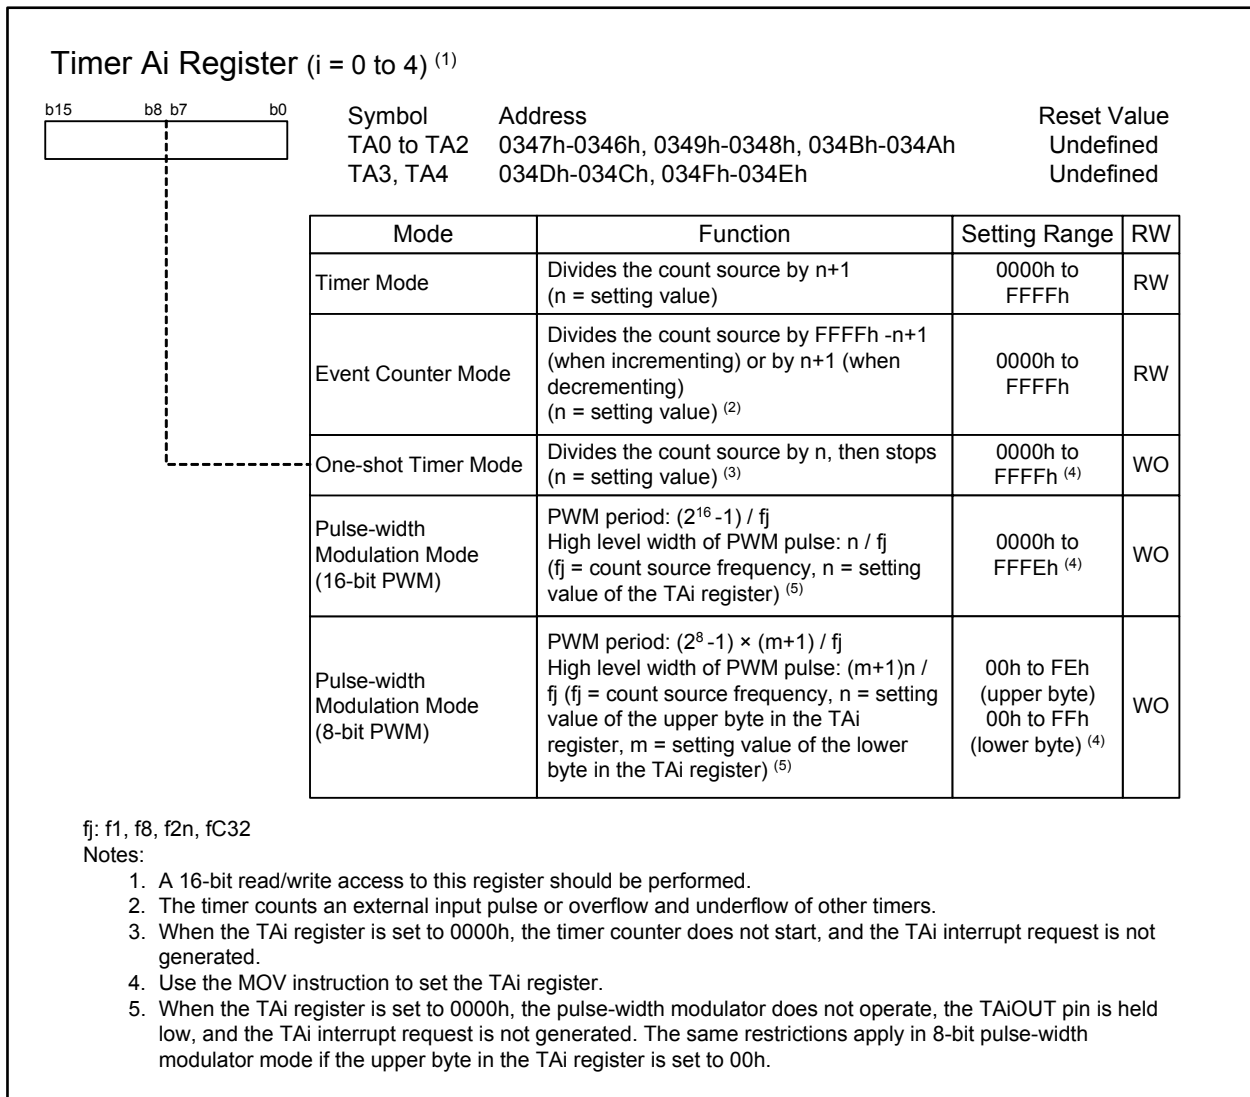 Timer Ai Register (i = 0 to 4) (1)
b15 b8 b7 b0
Symbol Address Reset Value
TA0 to TA2 0347h-0346h, 0349h-0348h, 034Bh-034Ah Undefined
TA3, TA4 034Dh-034Ch, 034Fh-034Eh Undefined
Mode Function Setting Range RW
Timer Mode
Divides the count source by n+1
(n = setting value)
0000h to
FFFFh
RW
Event Counter Mode
Divides the count source by FFFFh -n+1
(when incrementing) or by n+1 (when
decrementing)
(n = setting value) (2)
0000h to
FFFFh
RW
One-shot Timer Mode
Divides the count source by n, then stops
(n = setting value) (3)
0000h to
FFFFh (4)
WO
Pulse-width
Modulation Mode
(16-bit PWM)
PWM period: (2^16 -1) / fj
High level width of PWM pulse: n / fj
(fj = count source frequency, n = setting
value of the TAi register) (5)
0000h to
FFFEh (4)
WO
Pulse-width
Modulation Mode
(8-bit PWM)
PWM period: (2^8 -1) × (m+1) / fj
High level width of PWM pulse: (m+1)n /
fj (fj = count source frequency, n = setting
value of the upper byte in the TAi
register, m = setting value of the lower
byte in the TAi register) (5)
00h to FEh
(upper byte)
00h to FFh
(lower byte) (4)
WO
fj: f1, f8, f2n, fC32
Notes:
1. A 16-bit read/write access to this register should be performed.
2. The timer counts an external input pulse or overflow and underflow of other timers.
3. When the TAi register is set to 0000h, the timer counter does not start, and the TAi interrupt request is not
generated.
4. Use the MOV instruction to set the TAi register.
5. When the TAi register is set to 0000h, the pulse-width modulator does not operate, the TAiOUT pin is held
low, and the TAi interrupt request is not generated. The same restrictions apply in 8-bit pulse-width
modulator mode if the upper byte in the TAi register is set to 00h.